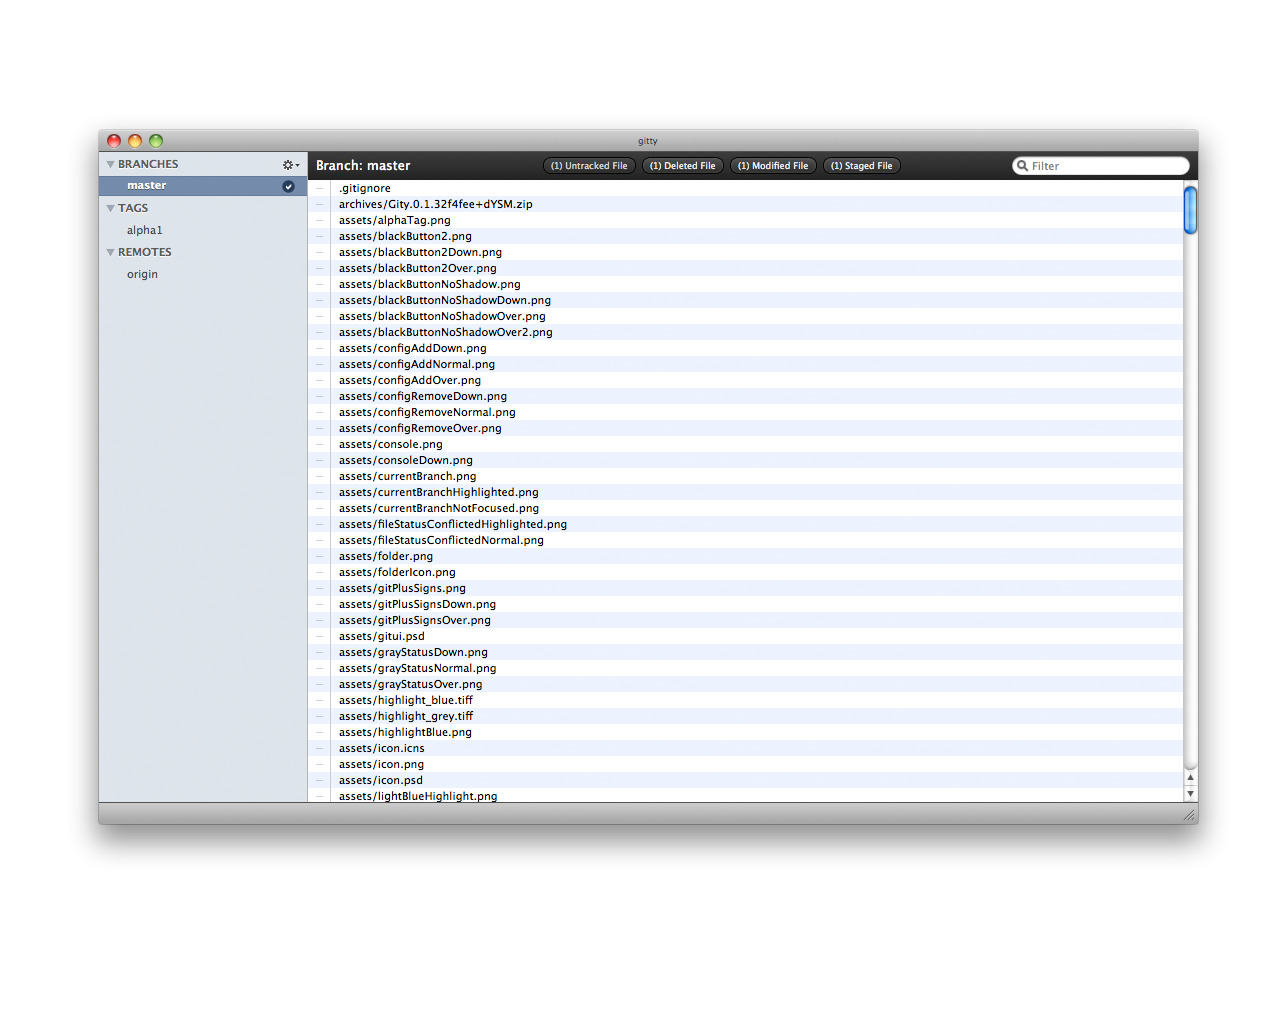 gitty
BRANCHES
master
TAGS
alpha1
REMOTES
origin
Branch: master
(1) Untracked File
(1) Deleted File
(1) Modified File
(1) Staged File
Filter
.gitignore
archives/Gity.0.1.32f4fee+dYSM.zip
assets/alphaTag.png
assets/blackButton2.png
assets/blackButton2Down.png
assets/blackButton2Over.png
assets/blackButtonNoShadow.png
assets/blackButtonNoShadowDown.png
assets/blackButtonNoShadowOver.png
assets/blackButtonNoShadowOver2.png
assets/configAddDown.png
assets/configAddNormal.png
assets/configAddOver.png
assets/configRemoveDown.png
assets/configRemoveNormal.png
assets/configRemoveOver.png
assets/console.png
assets/consoleDown.png
assets/currentBranch.png
assets/currentBranchHighlighted.png
assets/currentBranchNotFocused.png
assets/fileStatusConflictedHighlighted.png
assets/fileStatusConflictedNormal.png
assets/folder.png
assets/folderIcon.png
assets/gitPlusSigns.png
assets/gitPlusSignsDown.png
assets/gitPlusSignsOver.png
assets/gitui.psd
assets/grayStatusDown.png
assets/grayStatusNormal.png
assets/grayStatusOver.png
assets/highlight_blue.tiff
assets/highlight_grey.tiff
assets/highlightBlue.png
assets/icon.icns
assets/icon.png
assets/icon.psd
assets/lightBlueHighlight.png